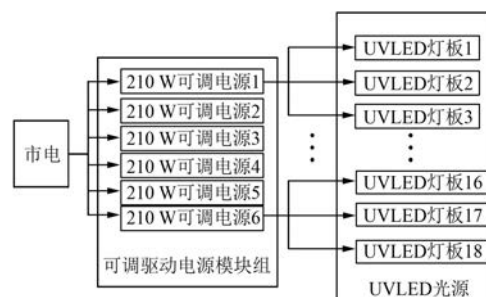 市电
210 W可调电源1
210 W可调电源2
210 W可调电源3
210 W可调电源4
210 W可调电源5
210 W可调电源6
可调驱动电源模块组
UVLED灯板1
UVLED灯板2
UVLED灯板3
UVLED灯板16
UVLED灯板17
UVLED灯板18
UVLED光源